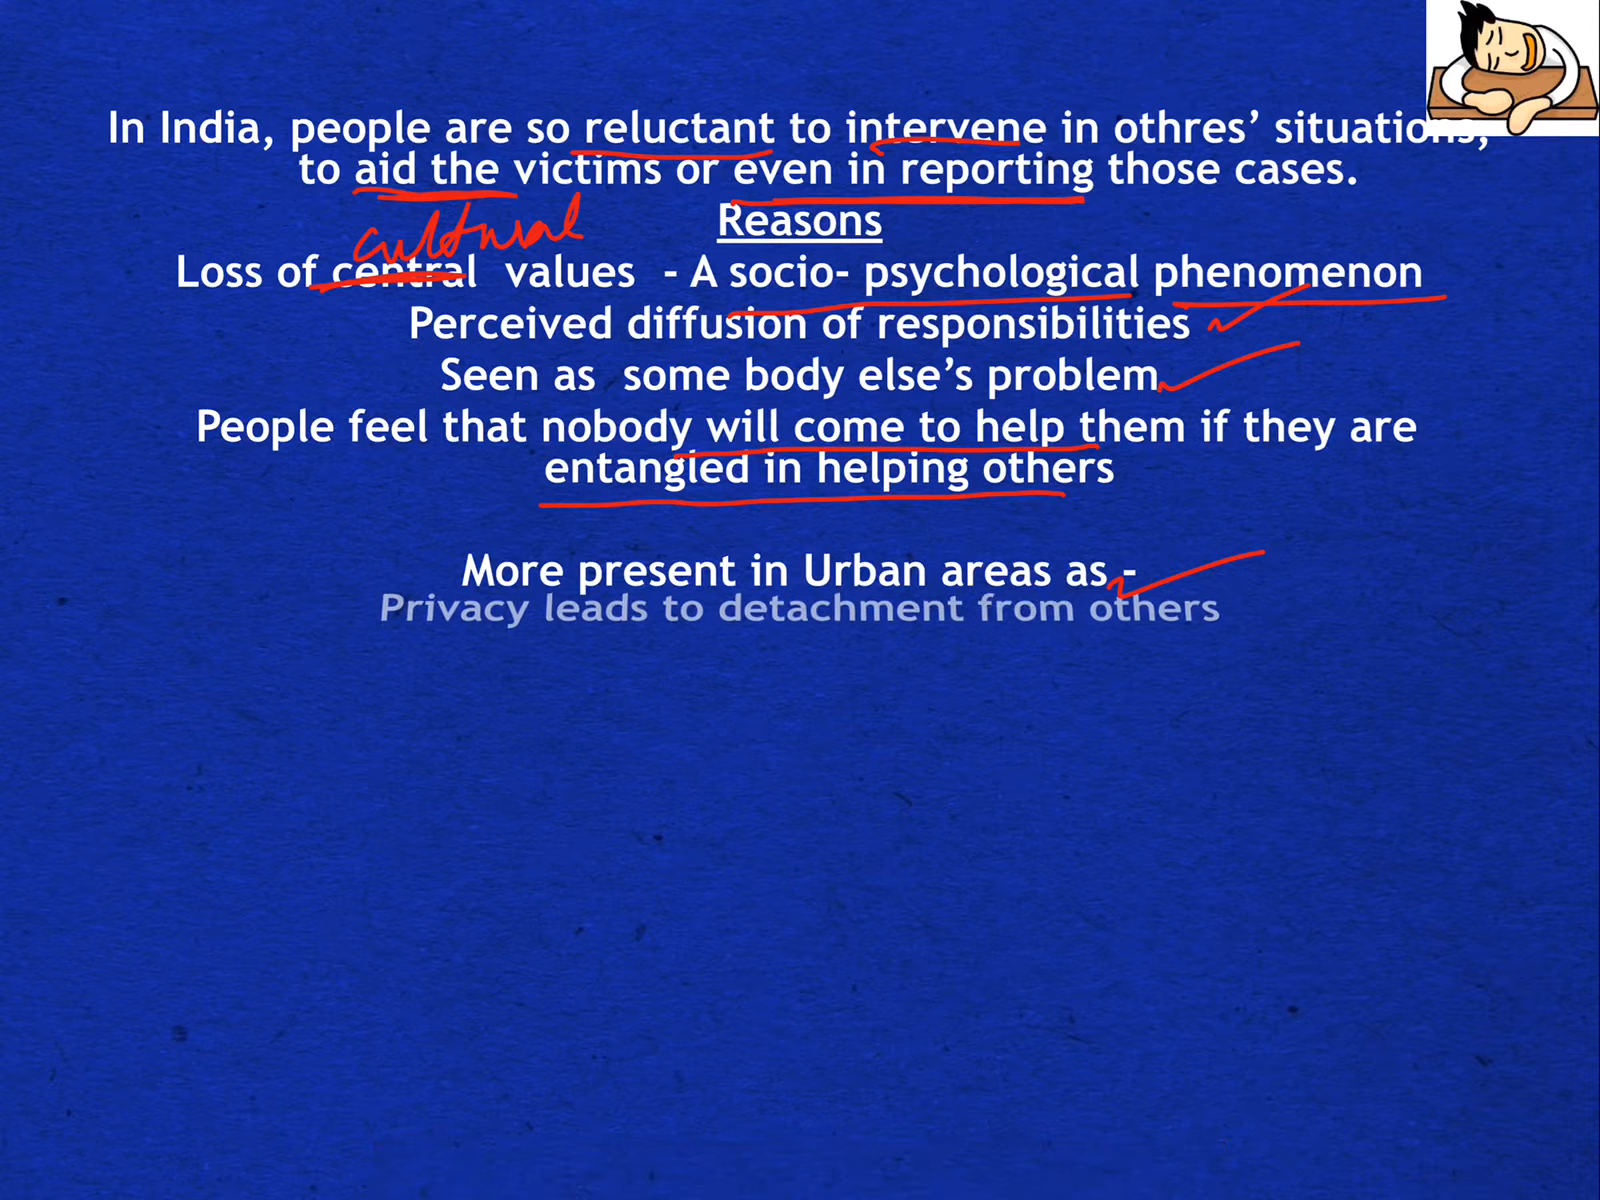 In India, people are so reluctant to intervene in othres’ situations,
to aid the victims or even in reporting those cases.
Reasons
cultural
Loss of central values - A socio- psychological phenomenon
Perceived diffusion of responsibilities
Seen as some body else’s problem
People feel that nobody will come to help them if they are
entangled in helping others
More present in Urban areas as -
Privacy leads to detachment from others